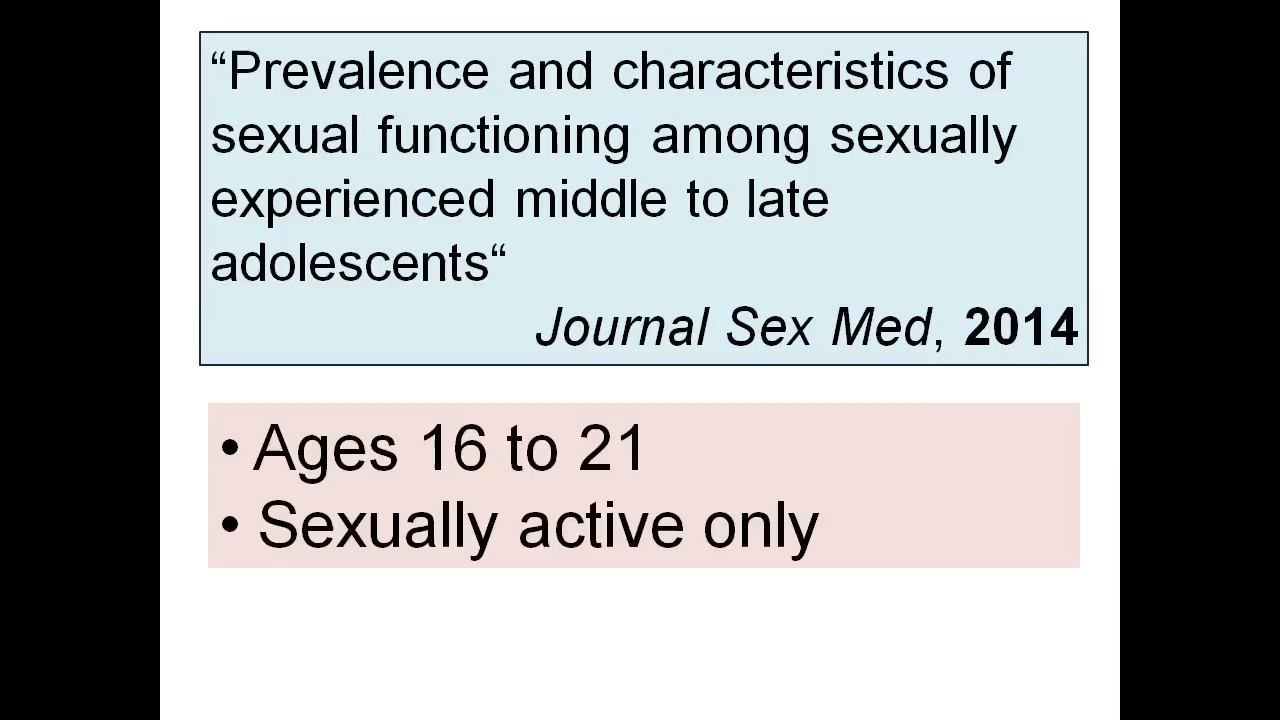 “Prevalence and characteristics of
sexual functioning among sexually
experienced middle to late
adolescents“
Journal Sex Med, 2014
• Ages 16 to 21
• Sexually active only